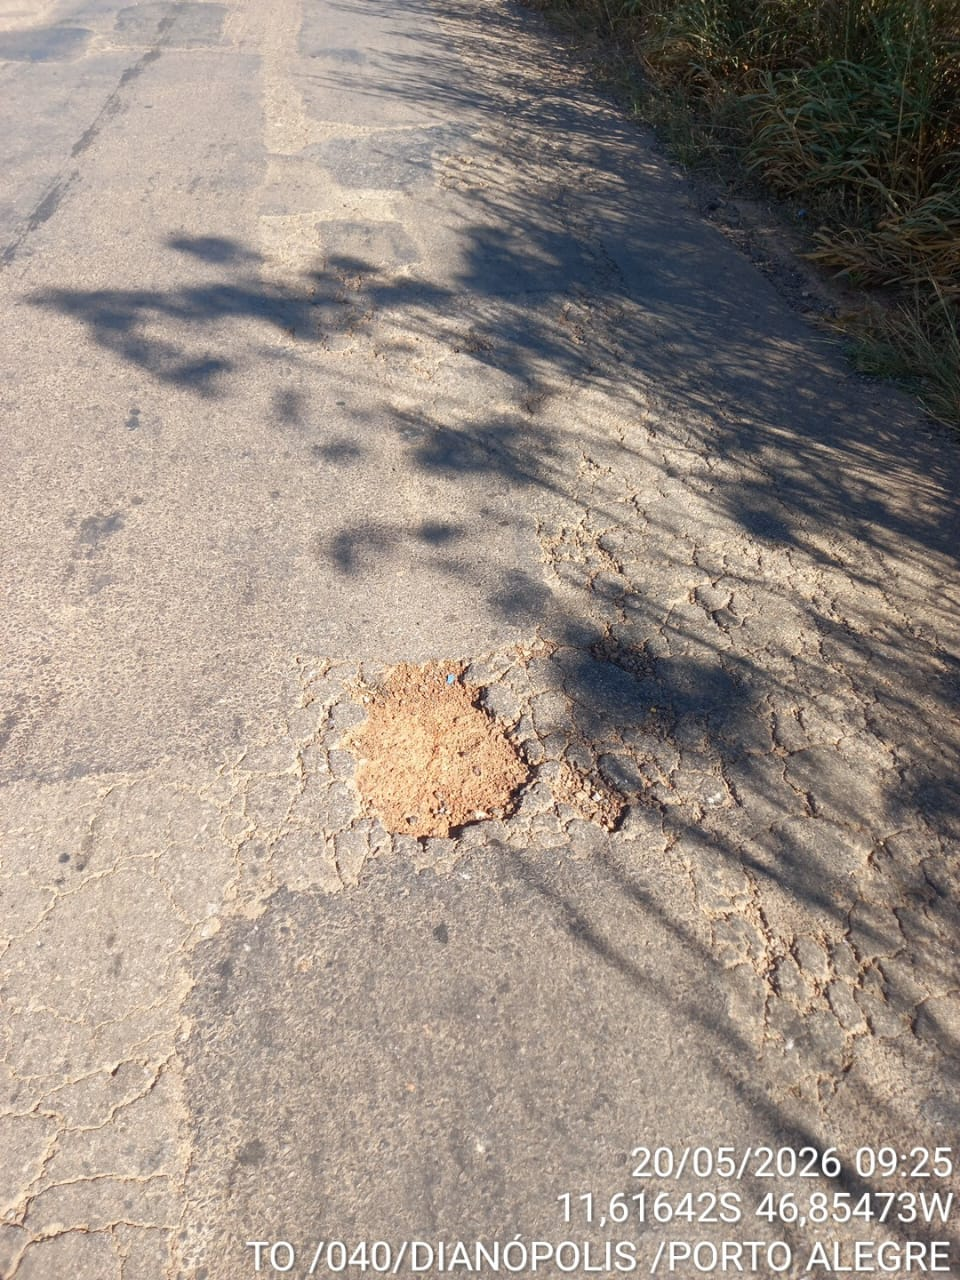 20/05/2026 09:25
11,61642S 46,85473W
TO /040/DIANÓPOLIS /PORTO ALEGRE